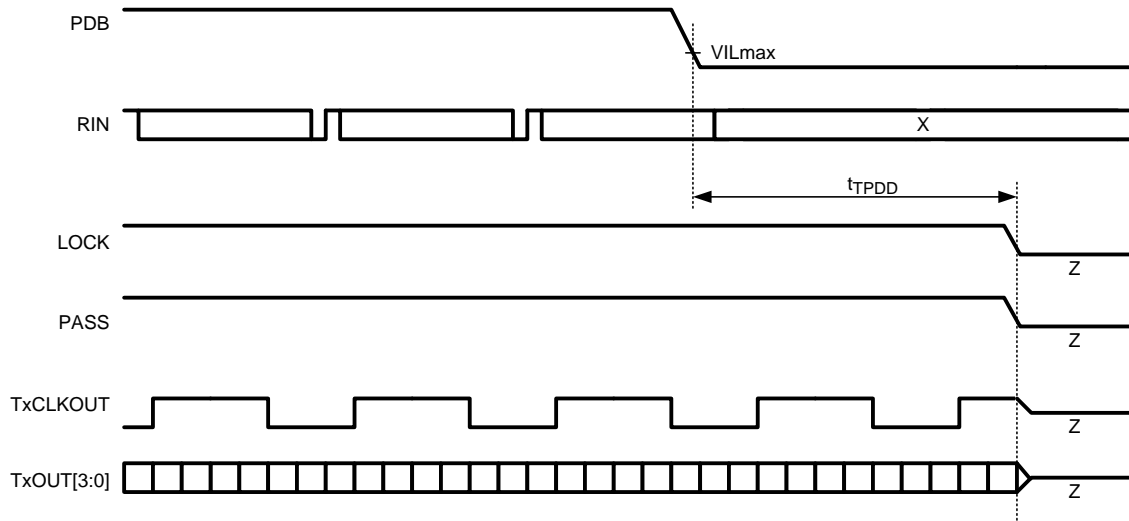 PDB
VILmax
RIN
X
tTPDD
LOCK
Z
PASS
Z
TxCLKOUT
Z
TxOUT[3:0]
Z